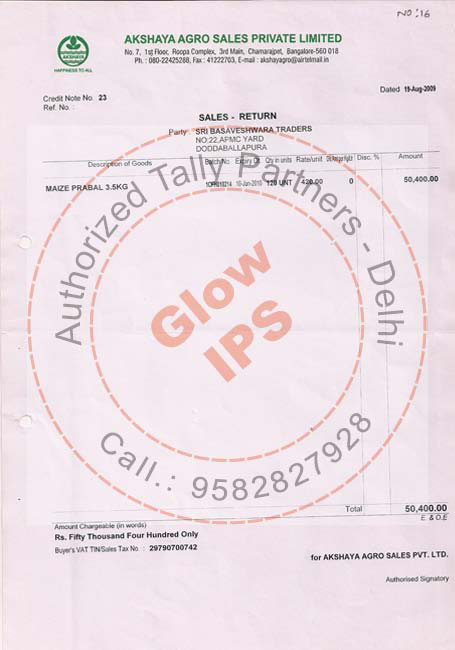 NO:16
AKSHAYA
HAPPINESS TO ALL
AKSHAYA AGRO SALES PRIVATE LIMITED
No. 7, 1st Floor, Roopa Complex, 3rd Main, Chamarajpet, Bangalore-560 018
Ph. : 080-22425288, Fax : 41222703, E-mail : akshayagro@airtelmail.in
Credit Note No. 23
Dated 19-Aug-2009
Ref. No. :
SALES - RETURN
Party : SRI BASAVESHWARA TRADERS
NO:22,APMC YARD
DODDABALLAPURA
Description of Goods Batch No Expiry Dt. Qty in units Rate/unit Disc. % Amount
MAIZE PRABAL 3.5KG 10-Jan-2010 120 UNT 420.00 0 50,400.00
Authorized Tally Partners - Delhi
Glow
IPS
Call.: 9582827928
Total 50,400.00
E. & O.E
Amount Chargeable (in words)
Rs. Fifty Thousand Four Hundred Only
Buyer's VAT TIN/Sales Tax No. : 29790700742
for AKSHAYA AGRO SALES PVT. LTD.
Authorised Signatory